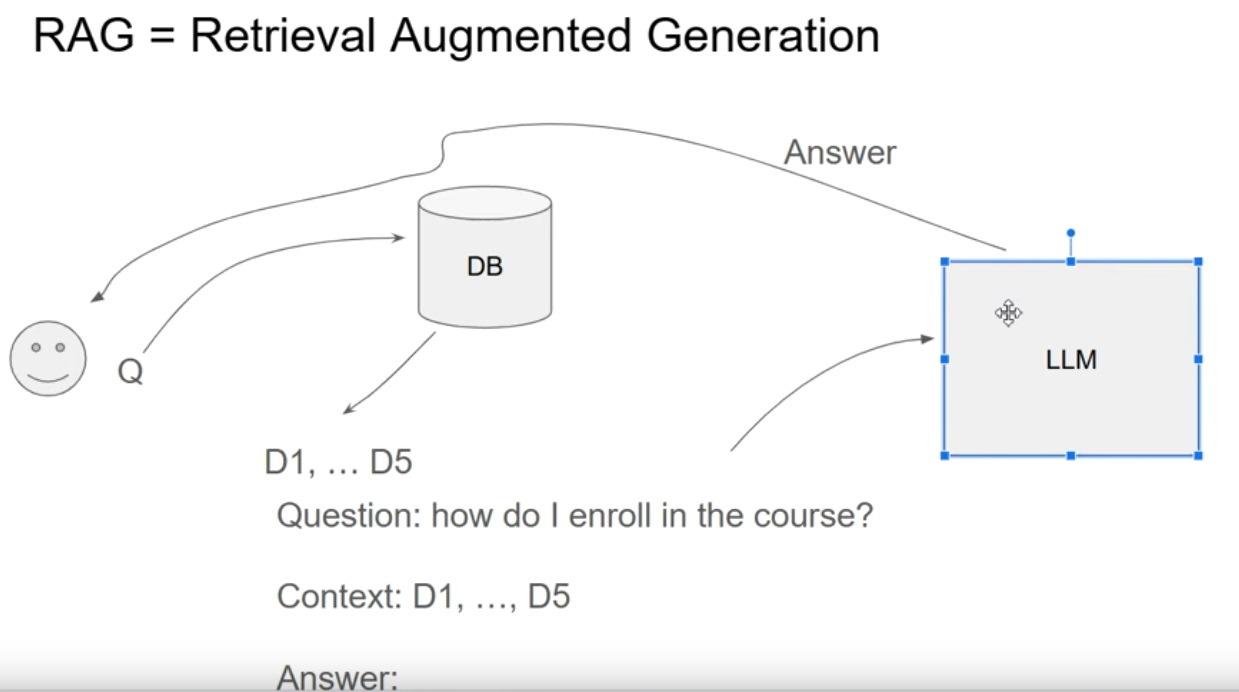 RAG = Retrieval Augmented Generation
Answer
DB
LLM
Q
D1, ... D5
Question: how do I enroll in the course?
Context: D1, ..., D5
Answer: